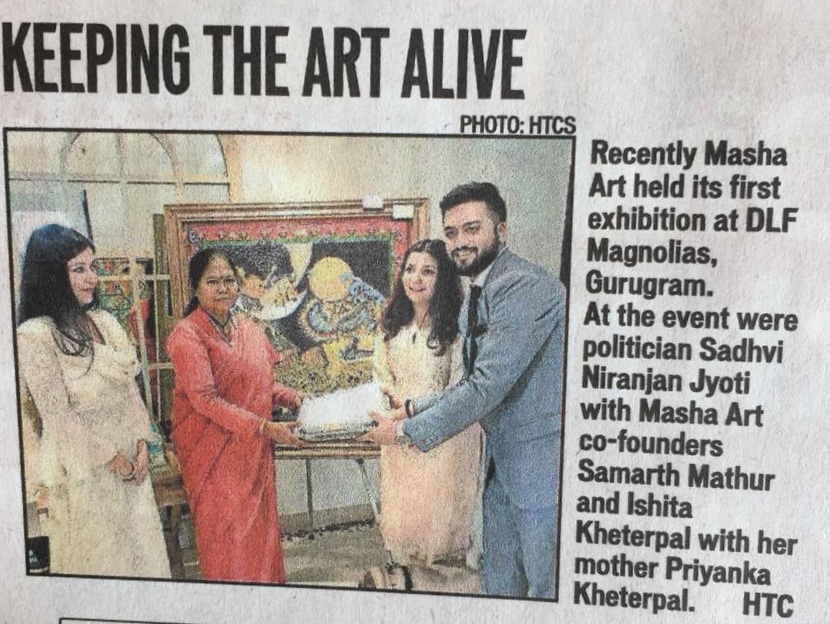 KEEPING THE ART ALIVE
PHOTO: HTCS
Recently Masha
Art held its first
exhibition at DLF
Magnolias,
Gurugram.
At the event were
politician Sadhvi
Niranjan Jyoti
with Masha Art
co-founders
Samarth Mathur
and Ishita
Kheterpal with her
mother Priyanka
Kheterpal. HTC